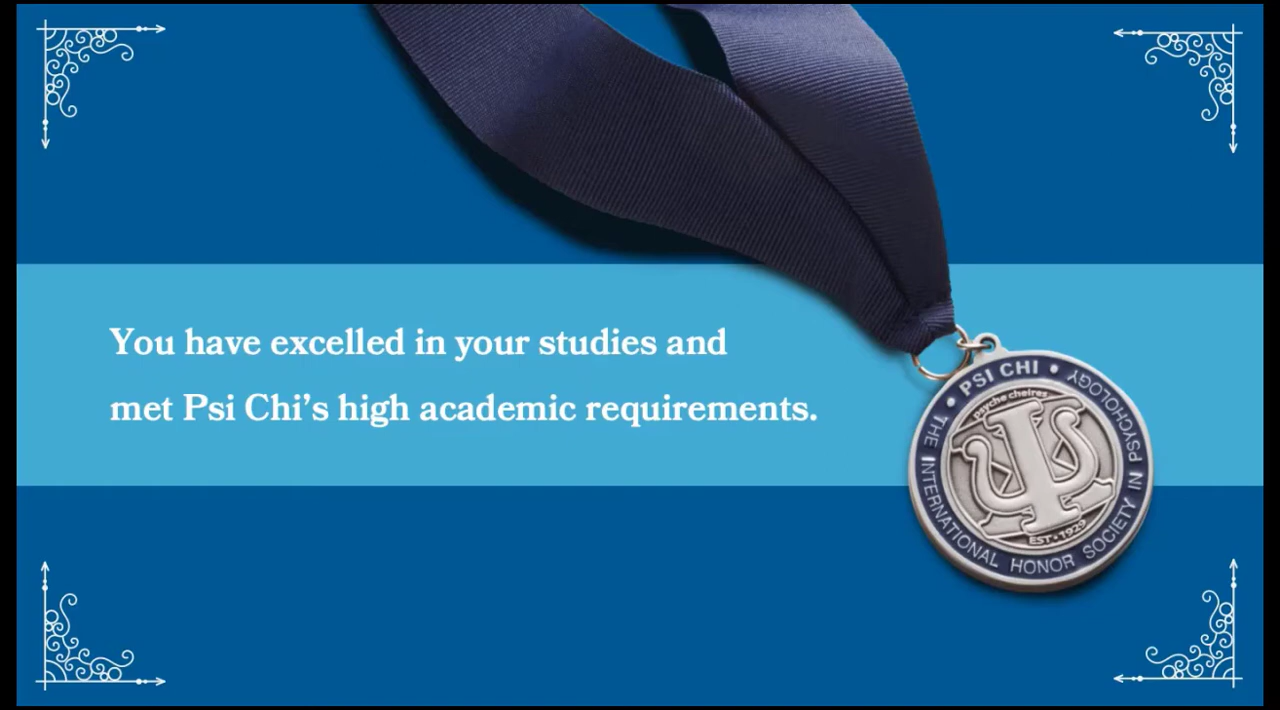 You have excelled in your studies and
met Psi Chi's high academic requirements.
• PSI CHI •
THE INTERNATIONAL HONOR SOCIETY IN PSYCHOLOGY
psyche cheires
EST • 1929